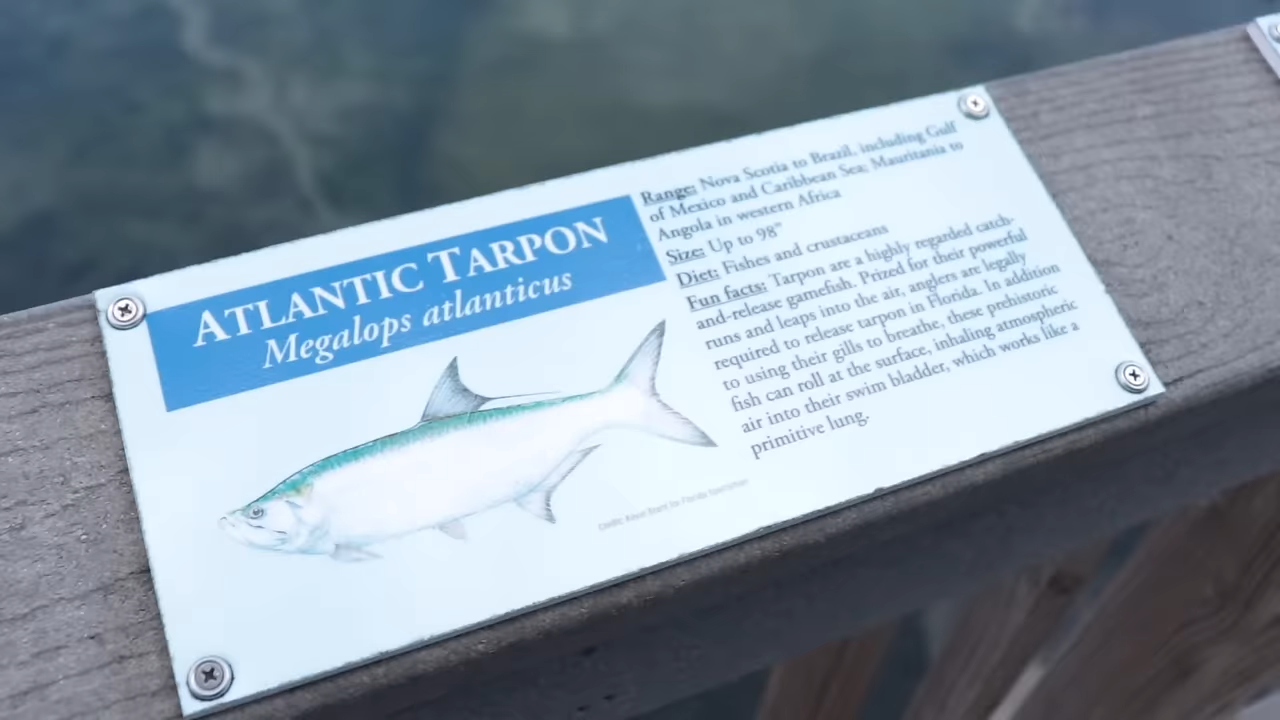 ATLANTIC TARPON
Megalops atlanticus
Range: Nova Scotia to Brazil, including Gulf
of Mexico and Caribbean Sea; Mauritania to
Angola in western Africa
Size: Up to 98"
Diet: Fishes and crustaceans
Fun facts: Tarpon are a highly regarded catch-
and-release gamefish. Prized for their powerful
runs and leaps into the air, anglers are legally
required to release tarpon in Florida. In addition
to using their gills to breathe, these prehistoric
fish can roll at the surface, inhaling atmospheric
air into their swim bladder, which works like a
primitive lung.
Credit: for Florida Sportsman